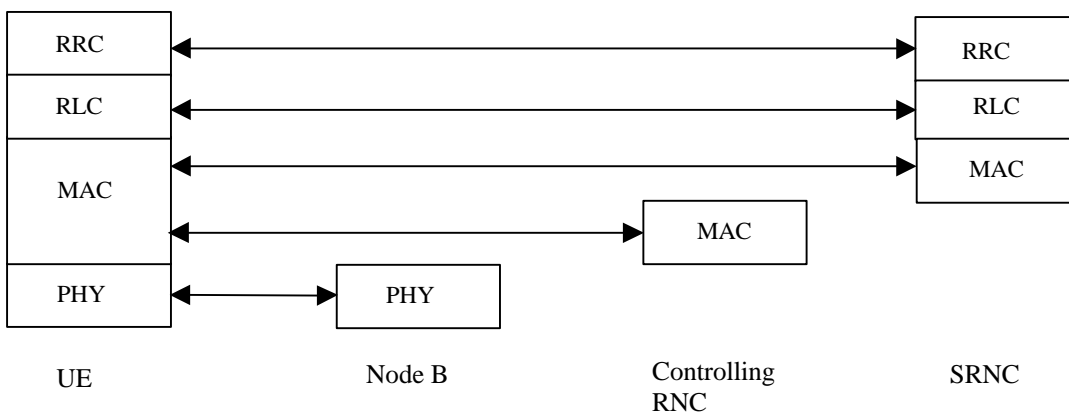 RRC
RRC
RLC
RLC
MAC
MAC
MAC
PHY
PHY
UE
Node B
Controlling
RNC
SRNC